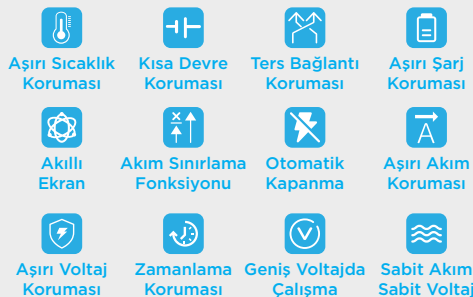 Aşırı Sıcaklık Koruması
Kısa Devre Koruması
Ters Bağlantı Koruması
Aşırı Şarj Koruması
Akıllı Ekran
Akım Sınırlama Fonksiyonu
Otomatik Kapanma
A
Aşırı Akım Koruması
Aşırı Voltaj Koruması
Zamanlama Koruması
V
Geniş Voltajda Çalışma
Sabit Akım Sabit Voltaj